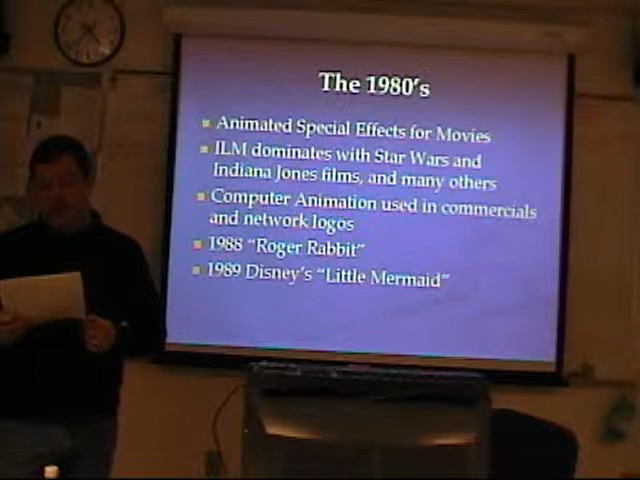 The 1980's
Animated Special Effects for Movies
ILM dominates with Star Wars and
Indiana Jones films, and many others
Computer Animation used in commercials
and network logos
1988 “Roger Rabbit”
1989 Disney's “Little Mermaid”